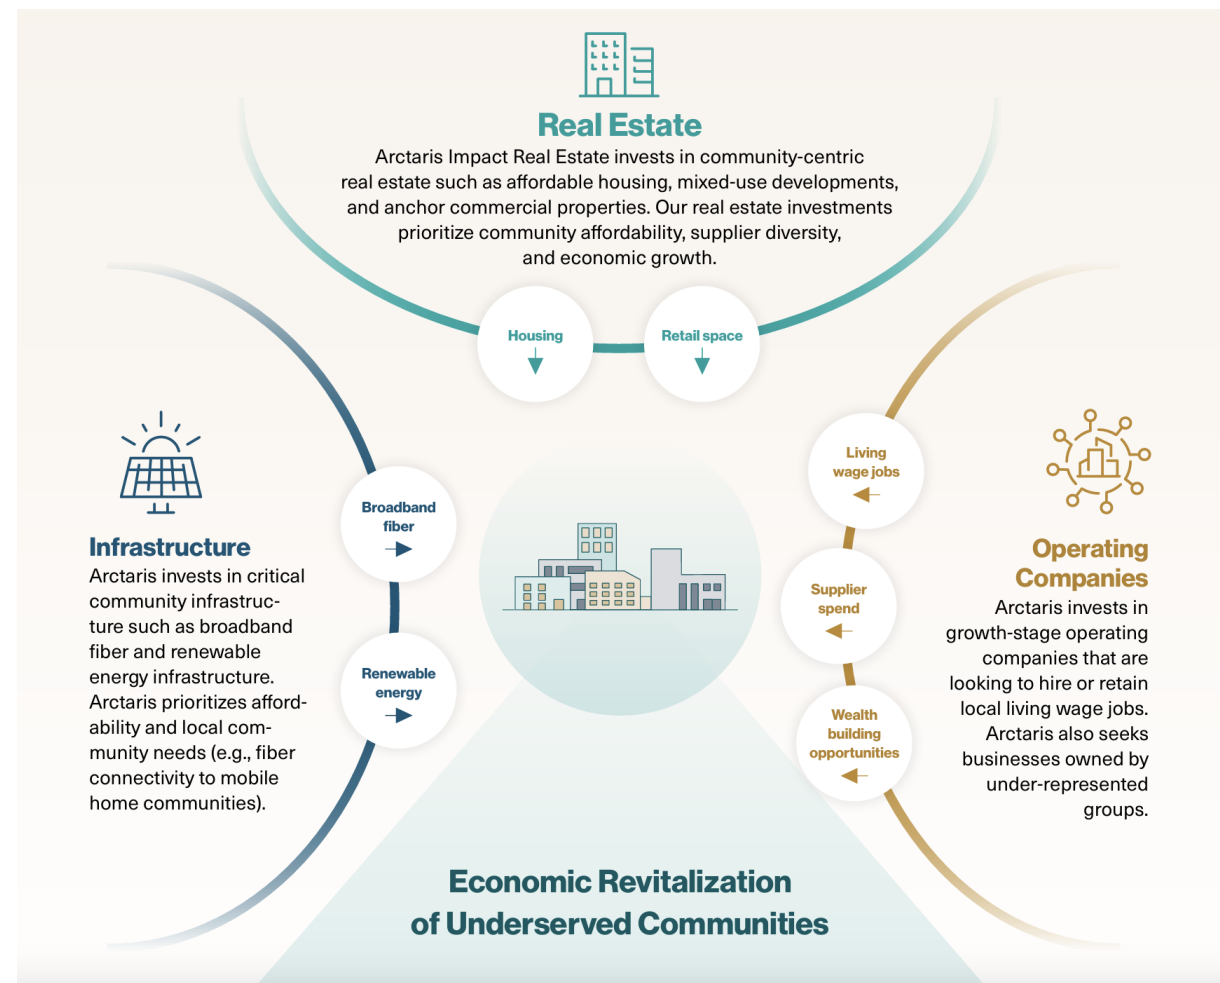 Real Estate
Arctaris Impact Real Estate invests in community-centric
real estate such as affordable housing, mixed-use developments,
and anchor commercial properties. Our real estate investments
prioritize community affordability, supplier diversity,
and economic growth.
Housing
Retail space
Infrastructure
Arctaris invests in critical
community infrastruc-
ture such as broadband
fiber and renewable
energy infrastructure.
Arctaris prioritizes afford-
ability and local com-
munity needs (e.g., fiber
connectivity to mobile
home communities).
Broadband
fiber
Renewable
energy
Living
wage jobs
Supplier
spend
Wealth
building
opportunities
Operating
Companies
Arctaris invests in
growth-stage operating
companies that are
looking to hire or retain
local living wage jobs.
Arctaris also seeks
businesses owned by
under-represented
groups.
Economic Revitalization
of Underserved Communities